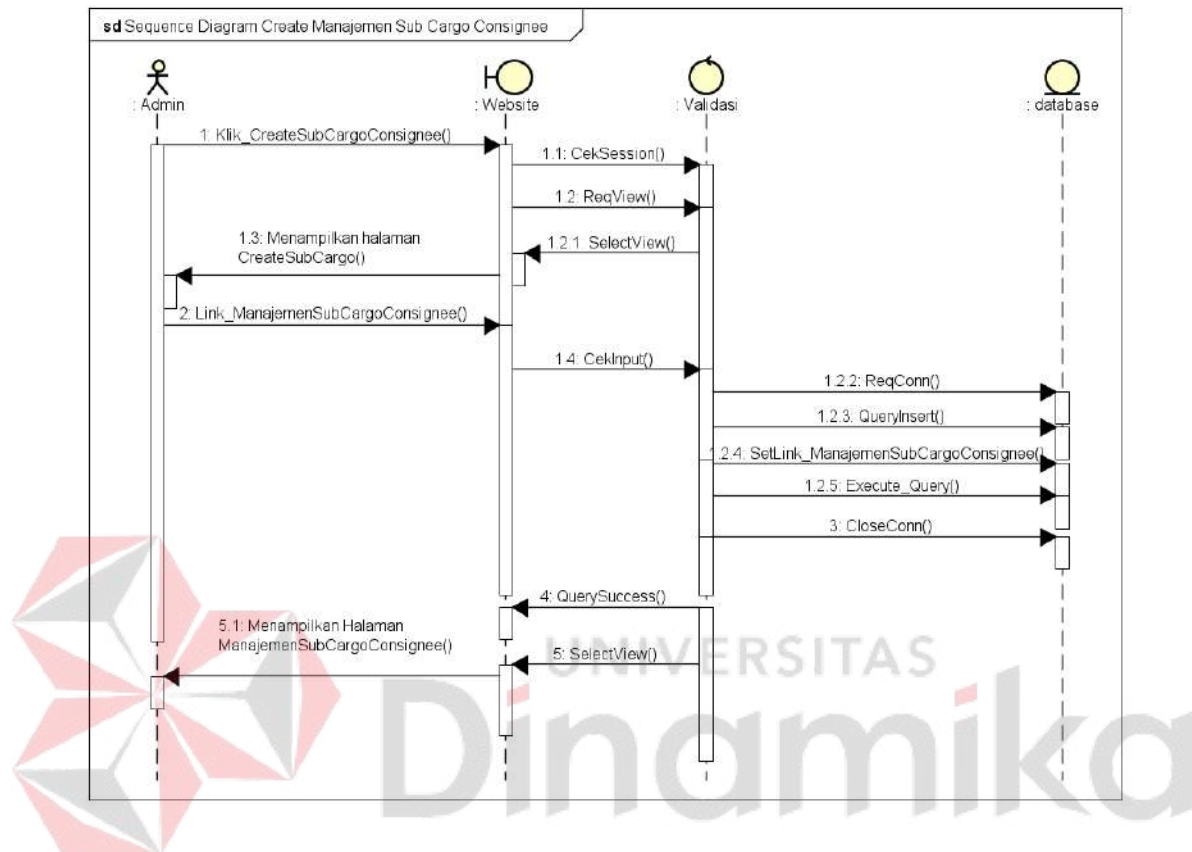 sd Sequence Diagram Create Manajemen Sub Cargo Consignee
: Admin
: Website
: Validasi
: database
1: Klik_CreateSubCargoConsignee()
1.1: CekSession()
1.2: ReqView()
1.2.1: SelectView()
1.3: Menampilkan halaman
CreateSubCargo()
2: Link_ManajemenSubCargoConsignee()
1.4: CekInput()
1.2.2: ReqConn()
1.2.3: QueryInsert()
1.2.4: SetLink_ManajemenSubCargoConsignee()
1.2.5: Execute_Query()
3: CloseConn()
4: QuerySuccess()
5.1: Menampilkan Halaman
ManajemenSubCargoConsignee()
5: SelectView()
UNIVERSITAS
Dinamika